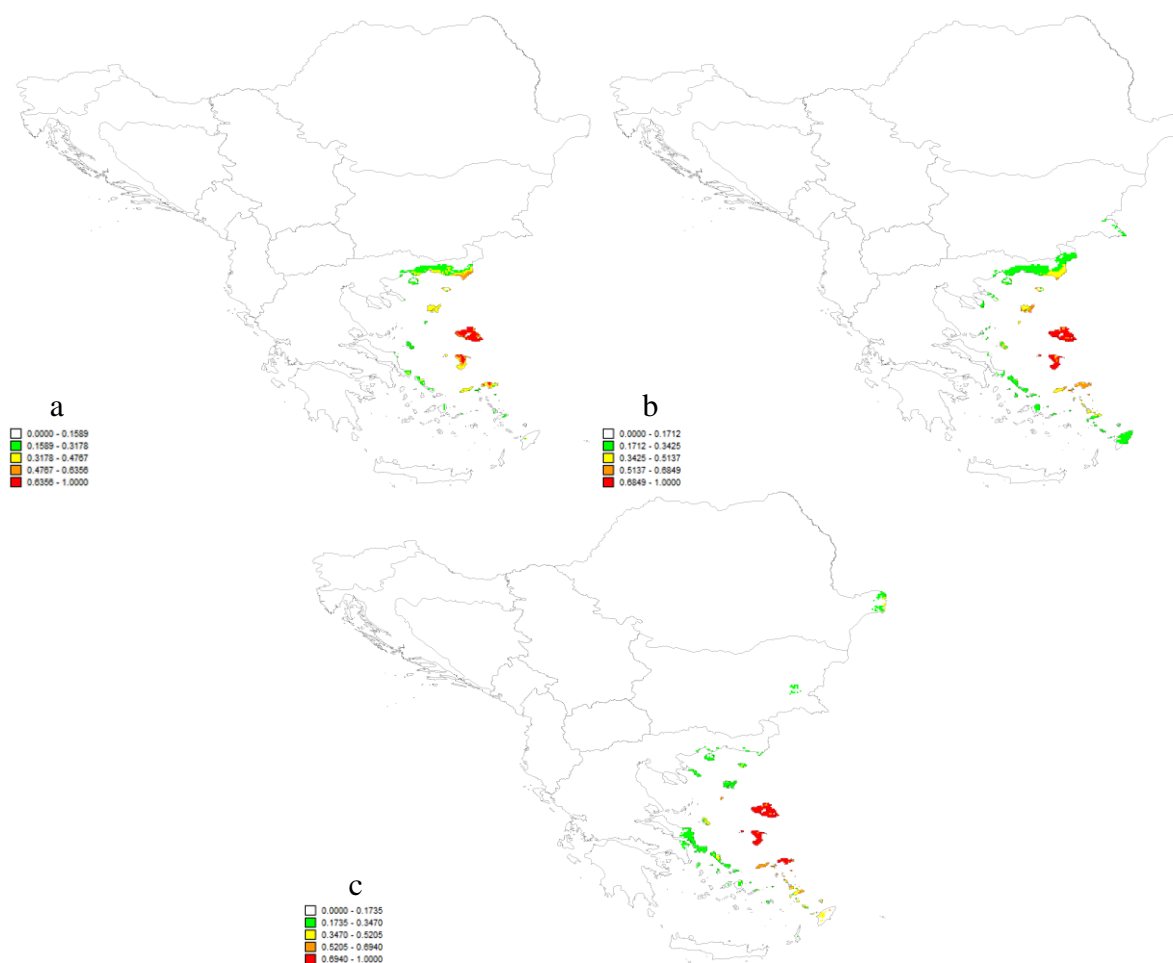 a
0.0000 - 0.1589
0.1589 - 0.3178
0.3178 - 0.4767
0.4767 - 0.6356
0.6356 - 1.0000
b
0.0000 - 0.1712
0.1712 - 0.3425
0.3425 - 0.5137
0.5137 - 0.6849
0.6849 - 1.0000
c
0.0000 - 0.1735
0.1735 - 0.3470
0.3470 - 0.5205
0.5205 - 0.6940
0.6940 - 1.0000